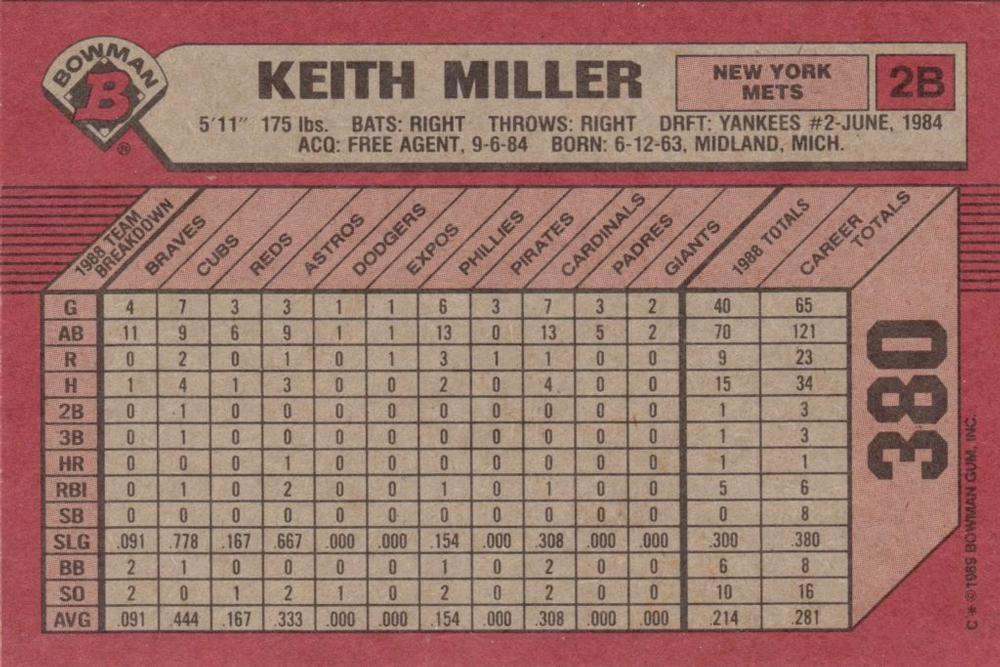 BOWMAN
B
®
KEITH MILLER
NEW YORK
METS
2B
5'11" 175 lbs. BATS: RIGHT THROWS: RIGHT DRFT: YANKEES #2-JUNE, 1984
ACQ: FREE AGENT, 9-6-84 BORN: 6-12-63, MIDLAND, MICH.
1988 TEAM BREAKDOWN BRAVES CUBS REDS ASTROS DODGERS EXPOS PHILLIES PIRATES CARDINALS PADRES GIANTS 1988 TOTALS CAREER TOTALS
G 4 7 3 3 1 1 6 3 7 3 2 40 65
AB 11 9 6 9 1 1 13 0 13 5 2 70 121
R 0 2 0 1 0 1 3 1 1 0 0 9 23
H 1 4 1 3 0 0 2 0 4 0 0 15 34
2B 0 1 0 0 0 0 0 0 0 0 0 1 3
3B 0 1 0 0 0 0 0 0 0 0 0 1 3
HR 0 0 0 1 0 0 0 0 0 0 0 1 1
RBI 0 1 0 2 0 0 1 0 1 0 0 5 6
SB 0 0 0 0 0 0 0 0 0 0 0 0 8
SLG .091 .778 .167 .667 .000 .000 .154 .000 .308 .000 .000 .300 .380
BB 2 1 0 0 0 0 1 0 2 0 0 6 8
SO 2 0 1 2 1 0 2 0 2 0 0 10 16
AVG .091 .444 .167 .333 .000 .000 .154 .000 .308 .000 .000 .214 .281
380
C * © 1989 BOWMAN GUM, INC.